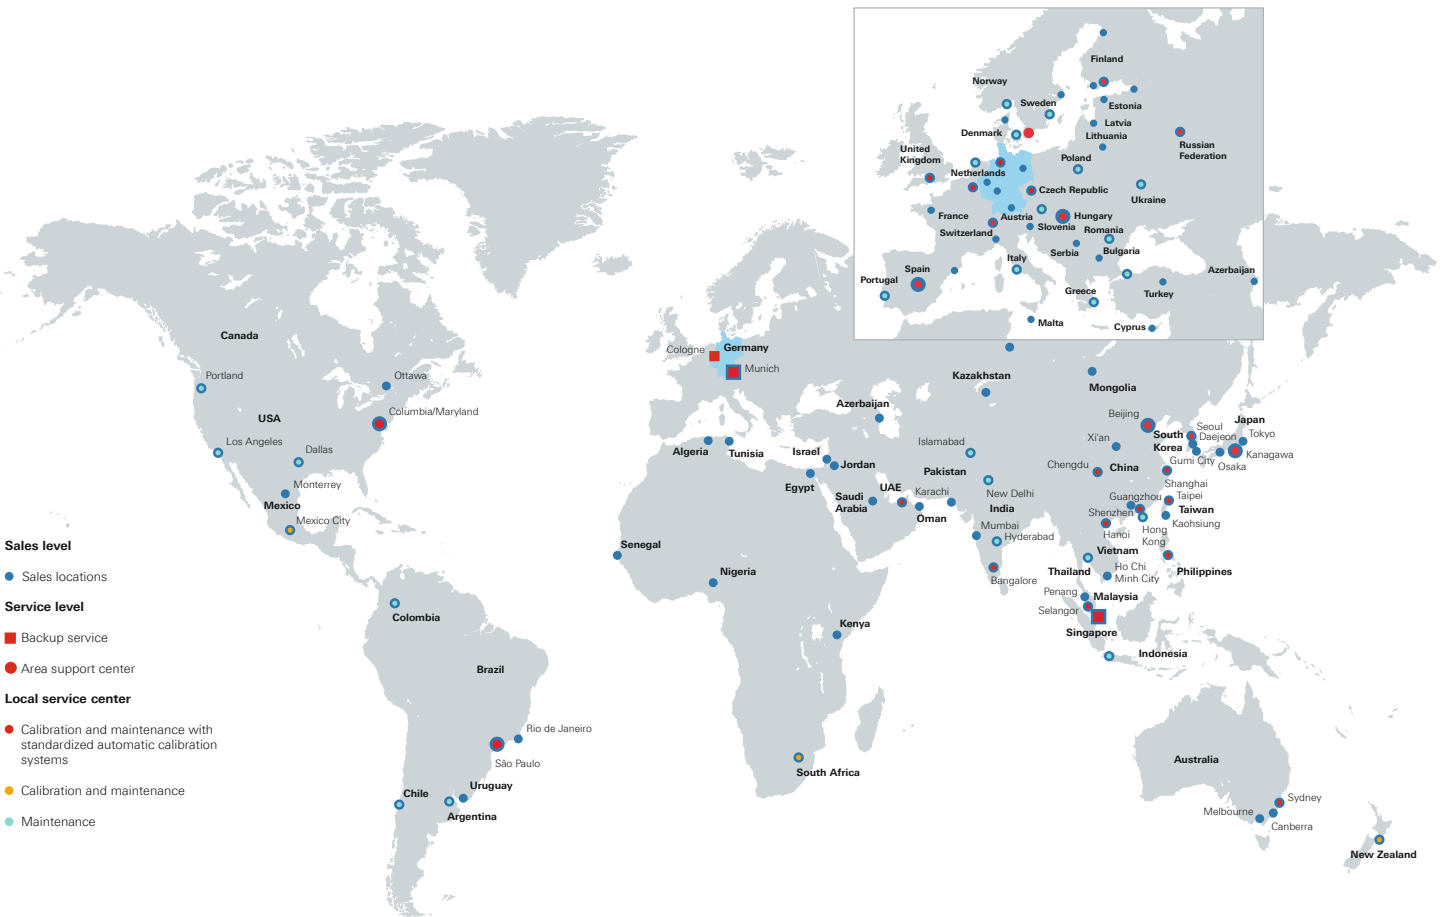 Finland
Norway
Sweden
Estonia
Latvia
Denmark
Lithuania
Russian
Federation
United
Kingdom
Poland
Netherlands
Czech Republic
Ukraine
France
Austria
Hungary
Slovenia
Romania
Switzerland
Serbia
Bulgaria
Italy
Spain
Azerbaijan
Portugal
Greece
Turkey
Malta
Cyprus
Canada
Cologne
Germany
Munich
Portland
Ottawa
Kazakhstan
Mongolia
Azerbaijan
USA
Columbia/Maryland
Beijing
Japan
Los Angeles
Dallas
Algeria
Tunisia
Israel
Jordan
Islamabad
Xi'an
South
Korea
Seoul
Daejeon
Tokyo
Kanagawa
Gumi City
Osaka
Monterrey
Mexico
Mexico City
Egypt
Saudi
Arabia
UAE
Karachi
Oman
Pakistan
New Delhi
India
Chengdu
China
Shanghai
Guangzhou
Taipei
Taiwan
Shenzhen
Kaohsiung
Hanoi
Hong
Kong
Mumbai
Hyderabad
Bangalore
Vietnam
Thailand
Ho Chi
Minh City
Philippines
Penang
Malaysia
Selangor
Singapore
Indonesia
Senegal
Nigeria
Kenya
Colombia
Brazil
Rio de Janeiro
São Paulo
Uruguay
Chile
Argentina
South Africa
Australia
Sydney
Melbourne
Canberra
New Zealand
Sales level
Sales locations
Service level
Backup service
Area support center
Local service center
Calibration and maintenance with
standardized automatic calibration
systems
Calibration and maintenance
Maintenance